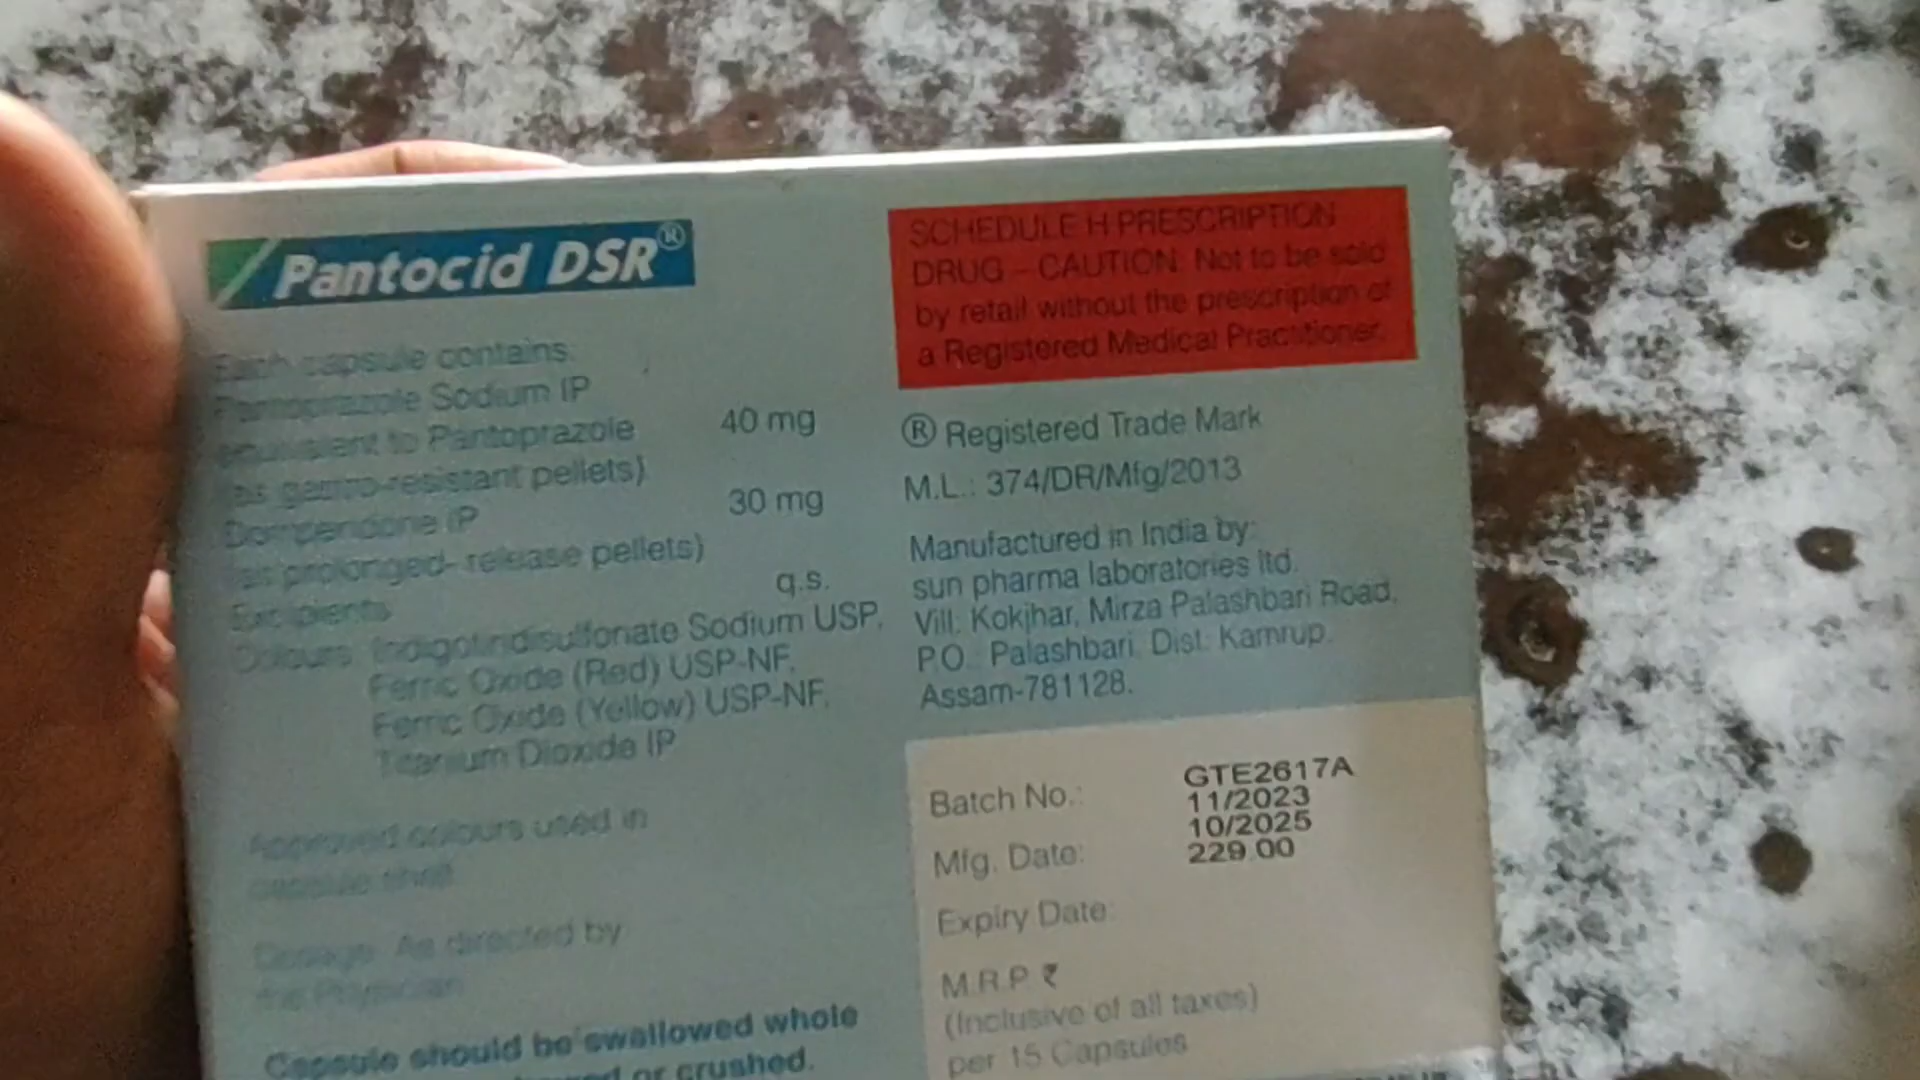 Pantocid DSR®
Each capsule contains:
Pantoprazole Sodium IP
equivalent to Pantoprazole 40 mg
(as gastro-resistant pellets)
Domperidone IP 30 mg
(as prolonged-release pellets)
Excipients q.s.
Colours: Indigotindisulfonate Sodium USP,
Ferric Oxide (Red) USP-NF,
Ferric Oxide (Yellow) USP-NF,
Titanium Dioxide IP
Approved colours used in
capsule shell
Dosage: As directed by
the Physician
Capsule should be swallowed whole
or crushed.
SCHEDULE H PRESCRIPTION
DRUG - CAUTION: Not to be sold
by retail without the prescription of
a Registered Medical Practitioner.
® Registered Trade Mark
M.L.: 374/DR/Mfg/2013
Manufactured in India by:
sun pharma laboratories ltd.
Vill: Kokjhar, Mirza Palashbari Road,
P.O.: Palashbari, Dist: Kamrup,
Assam-781128.
Batch No.: GTE2617A
Mfg. Date: 11/2023
Expiry Date: 10/2025
M.R.P ₹ 229.00
(Inclusive of all taxes)
per 15 Capsules